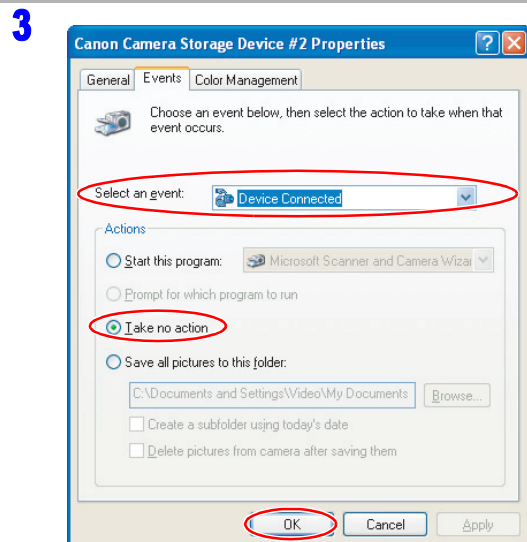 3
Canon Camera Storage Device #2 Properties
General Events Color Management
Choose an event below, then select the action to take when that
event occurs.
Select an event: Device Connected
Actions
Start this program: Microsoft Scanner and Camera Wizar
Prompt for which program to run
Take no action
Save all pictures to this folder:
C:\Documents and Settings\Video\My Documents Browse...
Create a subfolder using today's date
Delete pictures from camera after saving them
OK Cancel Apply